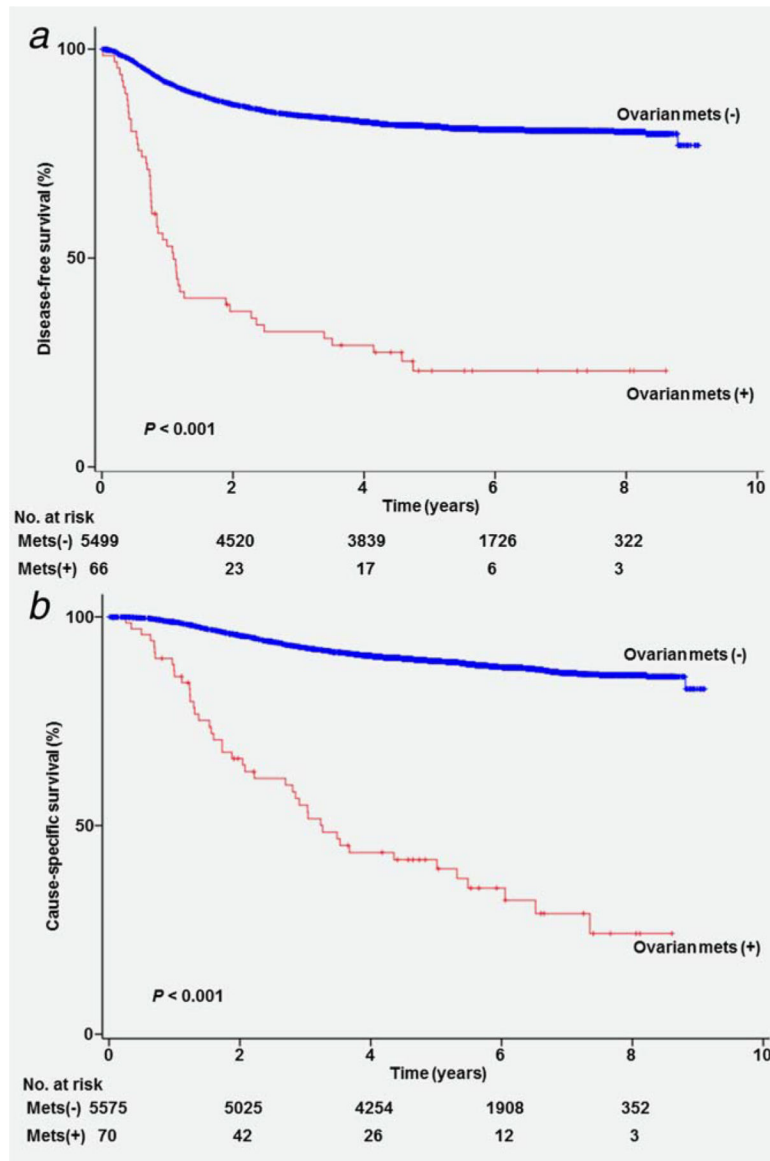 a
100
Ovarian mets (-)
Disease-free survival (%)
50
Ovarian mets (+)
P < 0.001
0
0 2 4 6 8 10
Time (years)
No. at risk
Mets(-) 5499 4520 3839 1726 322
Mets(+) 66 23 17 6 3
b
100
Ovarian mets (-)
Cause-specific survival (%)
50
Ovarian mets (+)
P < 0.001
0
0 2 4 6 8 10
Time (years)
No. at risk
Mets(-) 5575 5025 4254 1908 352
Mets(+) 70 42 26 12 3